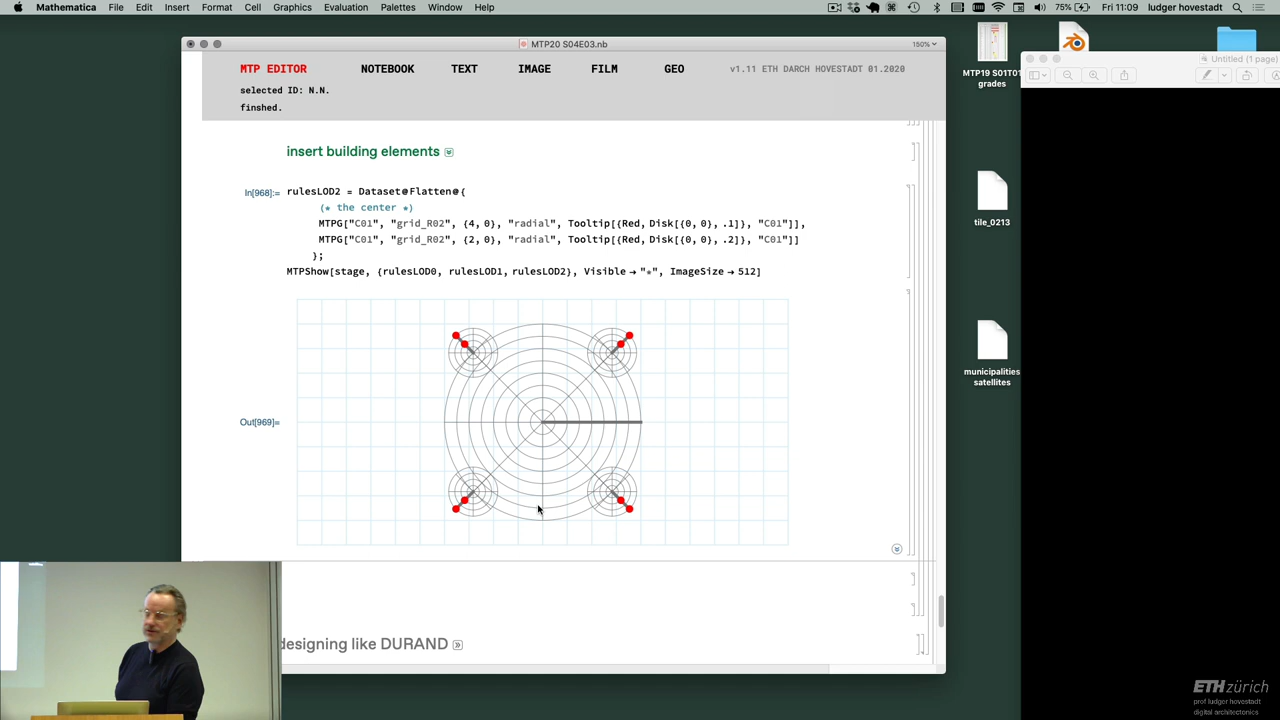 Mathematica File Edit Insert Format Cell Graphics Evaluation Palettes Window Help 75% Fri 11:09 ludger hovestadt
MTP20 S04E03.nb 150%
MTP EDITOR NOTEBOOK TEXT IMAGE FILM GEO v1.11 ETH DARCH HOVESTADT 01.2020
selected ID: N.N.
finshed.
insert building elements
In[968]:= rulesLOD2 = Dataset@Flatten@{
(* the center *)
MTPG["C01", "grid_R02", {4, 0}, "radial", Tooltip[{Red, Disk[{0, 0}, .1]}, "C01"]],
MTPG["C01", "grid_R02", {2, 0}, "radial", Tooltip[{Red, Disk[{0, 0}, .2]}, "C01"]]
};
MTPShow[stage, {rulesLOD0, rulesLOD1, rulesLOD2}, Visible → "*", ImageSize → 512]
Out[969]=
designing like DURAND
MTP19 S01T01
grades
tile_0213
municipalities
satellites
Untitled (1 page)
ETH zürich
prof ludger hovestadt
digital architectonics